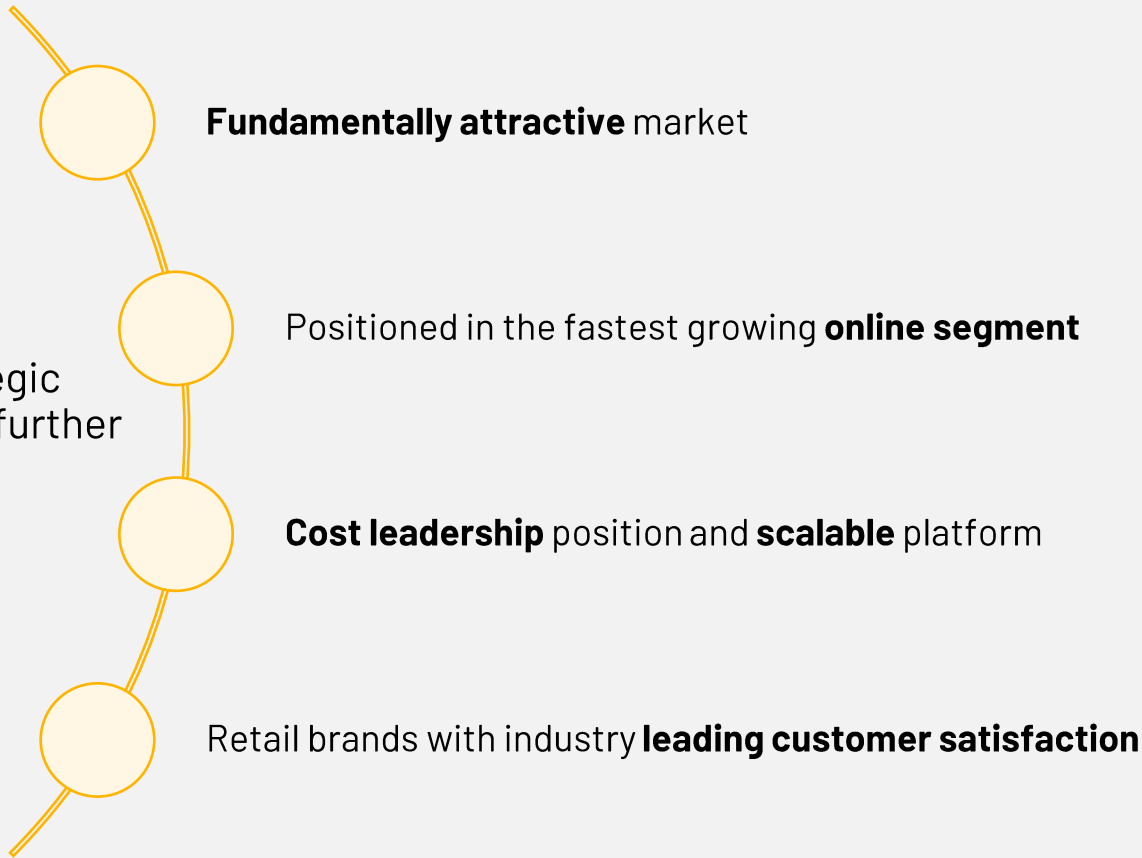 Fundamentally attractive market
Positioned in the fastest growing online segment
egic
further
Cost leadership position and scalable platform
Retail brands with industry leading customer satisfaction